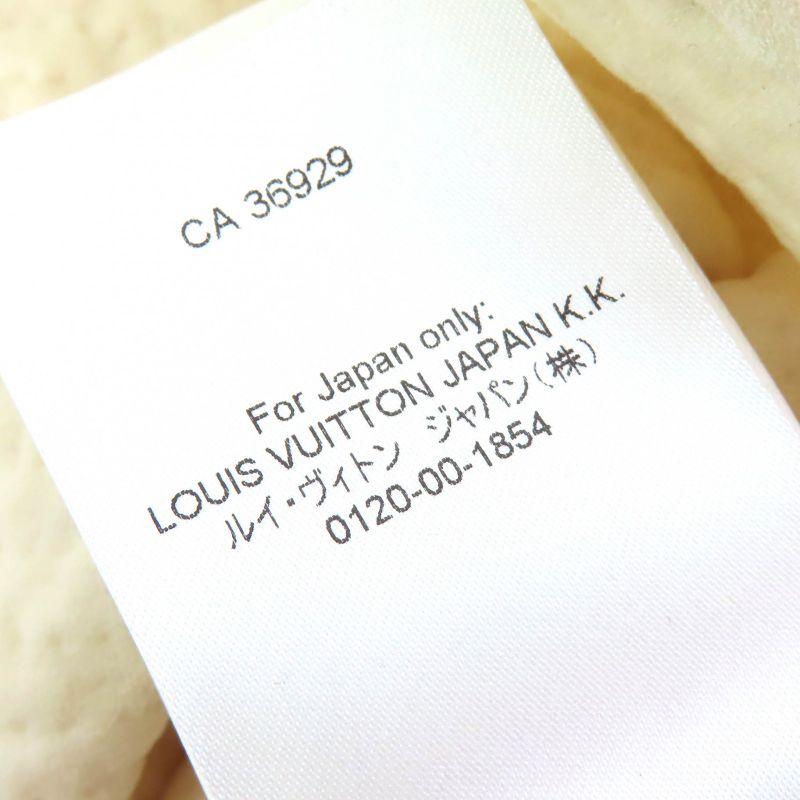 CA 36929
For Japan only:
LOUIS VUITTON JAPAN K.K.
ルイ・ヴィトン ジャパン(株)
0120-00-1854